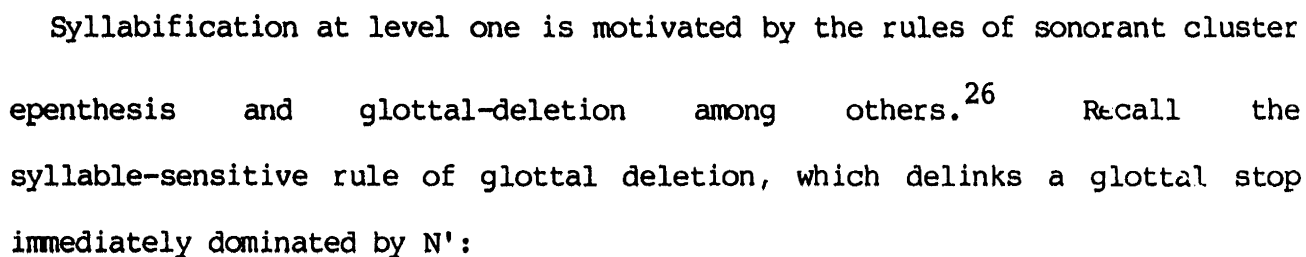 Syllabification at level one is motivated by the rules of sonorant cluster
epenthesis and glottal-deletion among others.26 Recall the
syllable-sensitive rule of glottal deletion, which delinks a glottal stop
immediately dominated by N':